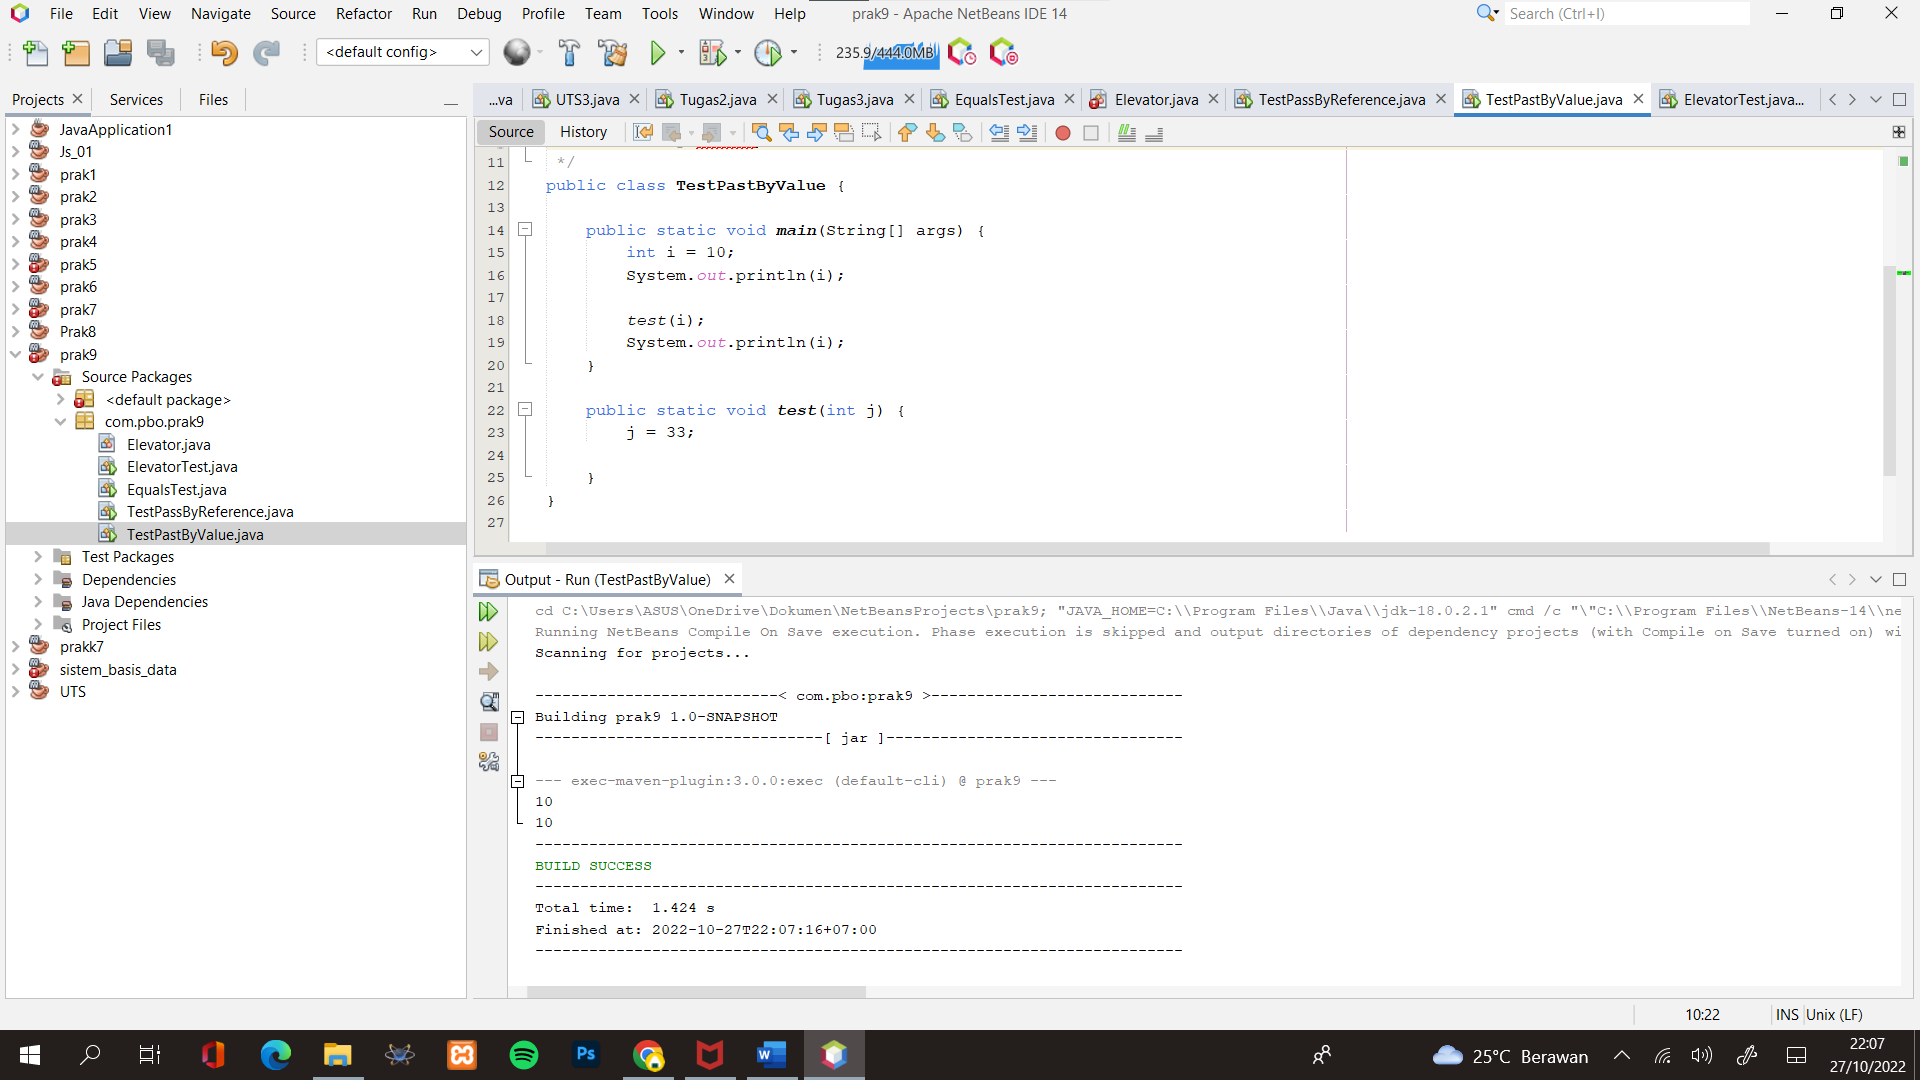 File Edit View Navigate Source Refactor Run Debug Profile Team Tools Window Help
prak9 - Apache NetBeans IDE 14
Search (Ctrl+I)
<default config>
235.9/444.0MB
Projects Services Files
JavaApplication1
Js_01
prak1
prak2
prak3
prak4
prak5
prak6
prak7
Prak8
prak9
Source Packages
<default package>
com.pbo.prak9
Elevator.java
ElevatorTest.java
EqualsTest.java
TestPassByReference.java
TestPastByValue.java
Test Packages
Dependencies
Java Dependencies
Project Files
prakk7
sistem_basis_data
UTS
...va UTS3.java Tugas2.java Tugas3.java EqualsTest.java Elevator.java TestPassByReference.java TestPastByValue.java ElevatorTest.java...
Source History
11 */
12 public class TestPastByValue {
13
14 public static void main(String[] args) {
15 int i = 10;
16 System.out.println(i);
17
18 test(i);
19 System.out.println(i);
20 }
21
22 public static void test(int j) {
23 j = 33;
24
25 }
26 }
27
Output - Run (TestPastByValue)
cd C:\Users\ASUS\OneDrive\Dokumen\NetBeansProjects\prak9; "JAVA_HOME=C:\\Program Files\\Java\\jdk-18.0.2.1" cmd /c "\"C:\\Program Files\\NetBeans-14\\ne
Running NetBeans Compile On Save execution. Phase execution is skipped and output directories of dependency projects (with Compile on Save turned on) wi
Scanning for projects...
---------------------------< com.pbo:prak9 >----------------------------
Building prak9 1.0-SNAPSHOT
--------------------------------[ jar ]---------------------------------
--- exec-maven-plugin:3.0.0:exec (default-cli) @ prak9 ---
10
10
------------------------------------------------------------------------
BUILD SUCCESS
------------------------------------------------------------------------
Total time:  1.424 s
Finished at: 2022-10-27T22:07:16+07:00
------------------------------------------------------------------------
10:22 INS Unix (LF)
Ps
25°C Berawan
22:07
27/10/2022